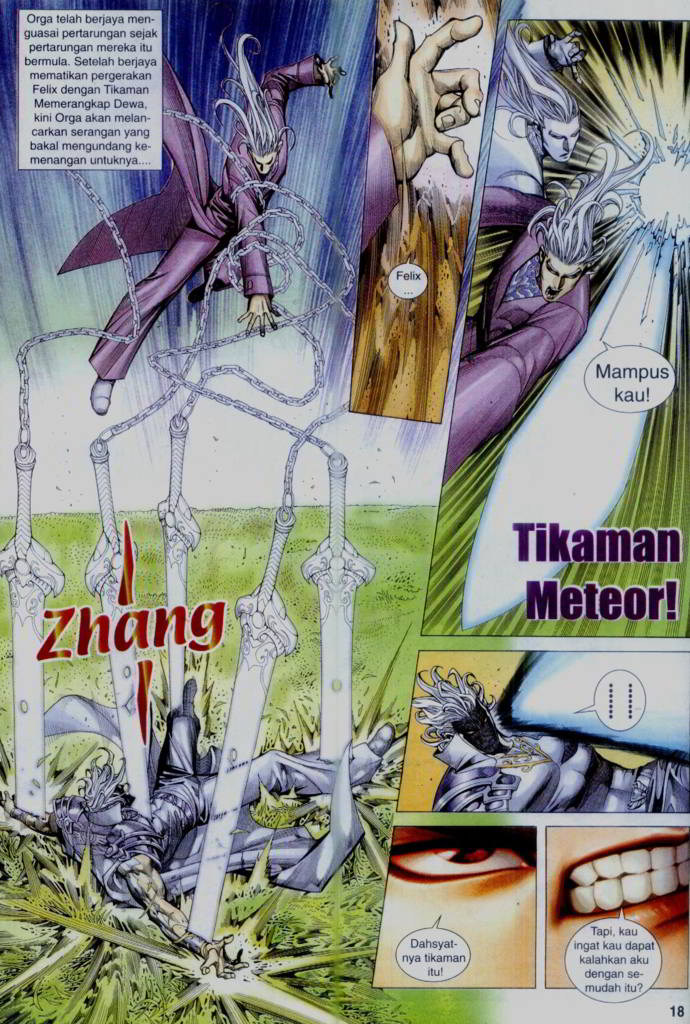 Orga telah berjaya men-
guasai pertarungan sejak
pertarungan mereka itu
bermula. Setelah berjaya
mematikan pergerakan
Felix dengan Tikaman
Memerangkap Dewa,
kini Orga akan melan-
carkan serangan yang
bakal mengundang ke-
menangan untuknya....
Felix
...
Mampus
kau!
Tikaman
Meteor!
Zhang
Dahsyat-
nya tikaman
itu!
Tapi, kau
ingat kau dapat
kalahkan aku
dengan se-
mudah itu?
18